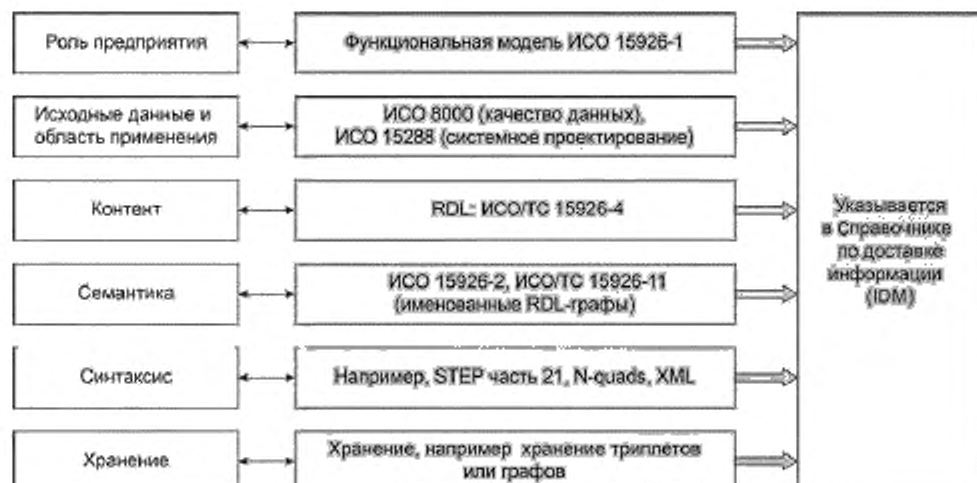 Роль предприятия
Функциональная модель ИСО 15926-1
Исходные данные и
область применения
ИСО 8000 (качество данных),
ИСО 15288 (системное проектирование)
Контент
RDL: ИСО/ТС 15926-4
Указывается
в Справочнике
по доставке
информации
(IDM)
Семантика
ИСО 15926-2, ИСО/ТС 15926-11
(именованные RDL-графы)
Синтаксис
Например, STEP часть 21, N-quads, XML
Хранение
Хранение, например хранение триплетов
или графов